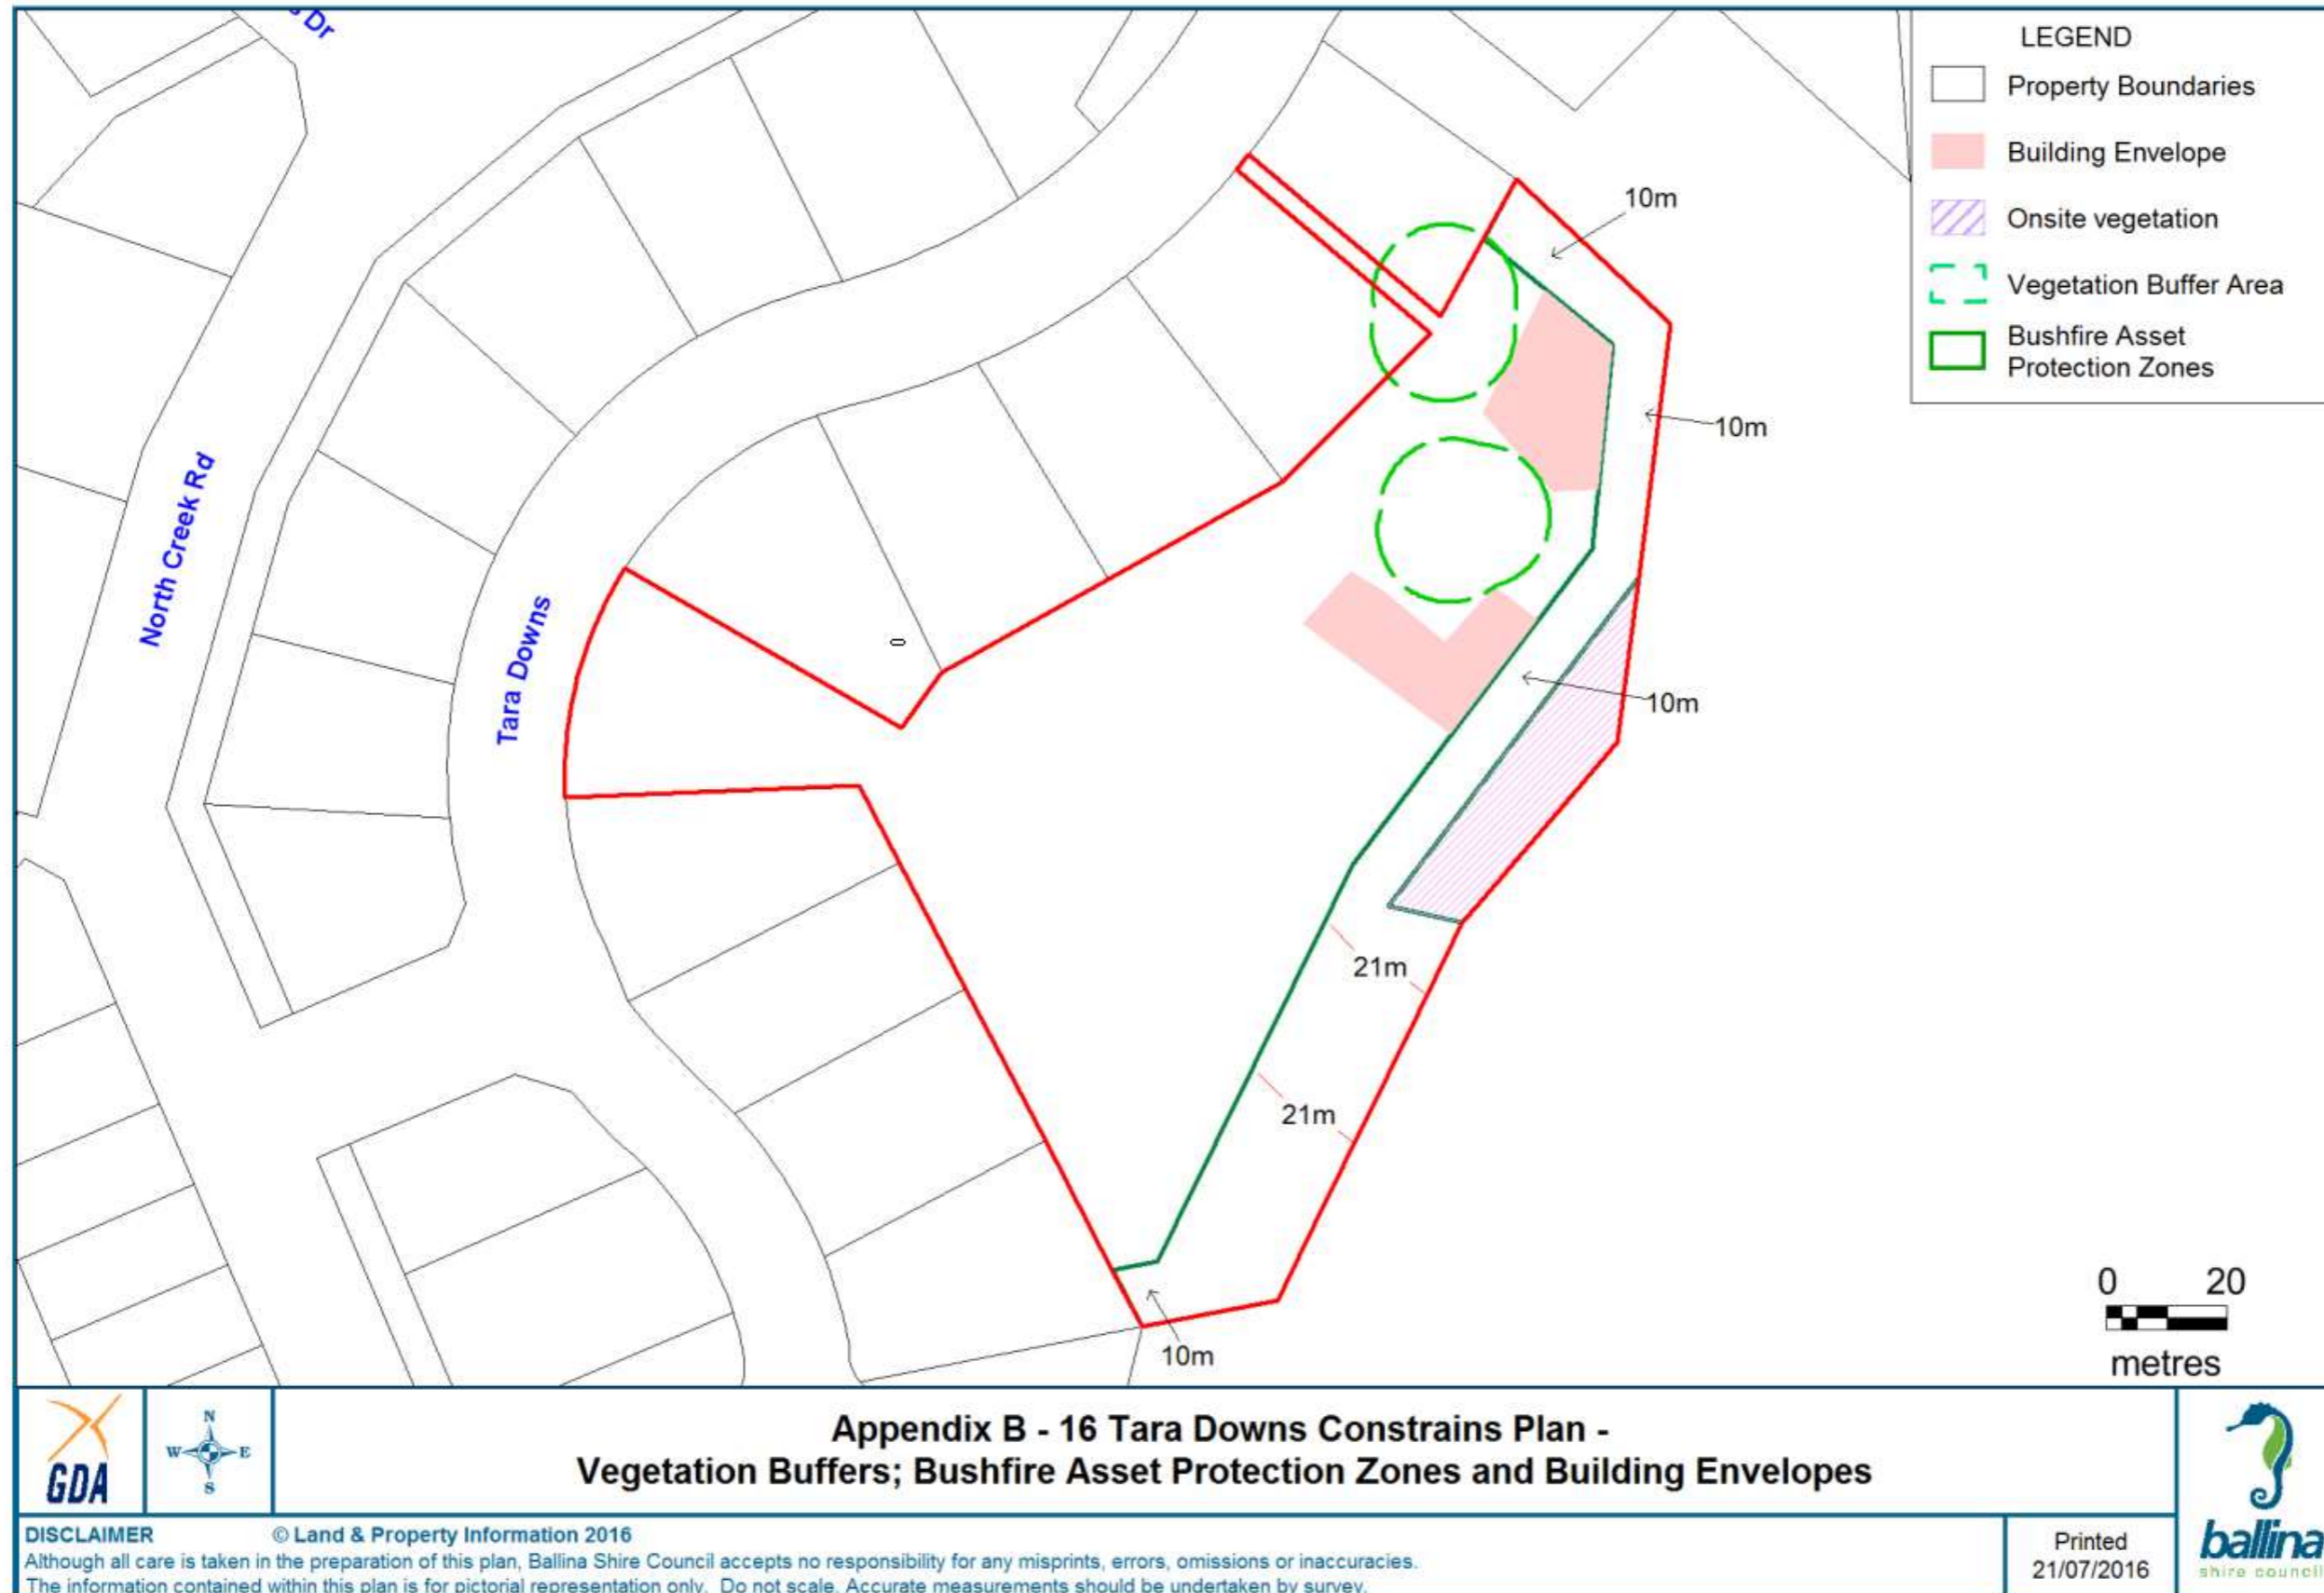 s Dr
LEGEND
Property Boundaries
Building Envelope
Onsite vegetation
Vegetation Buffer Area
Bushfire Asset
Protection Zones
10m
10m
North Creek Rd
Tara Downs
0
10m
21m
21m
10m
0 20
metres
GDA
N
W E
S
Appendix B - 16 Tara Downs Constrains Plan -
Vegetation Buffers; Bushfire Asset Protection Zones and Building Envelopes
DISCLAIMER © Land & Property Information 2016
Although all care is taken in the preparation of this plan, Ballina Shire Council accepts no responsibility for any misprints, errors, omissions or inaccuracies.
The information contained within this plan is for pictorial representation only. Do not scale. Accurate measurements should be undertaken by survey.
Printed
21/07/2016
ballina
shire council